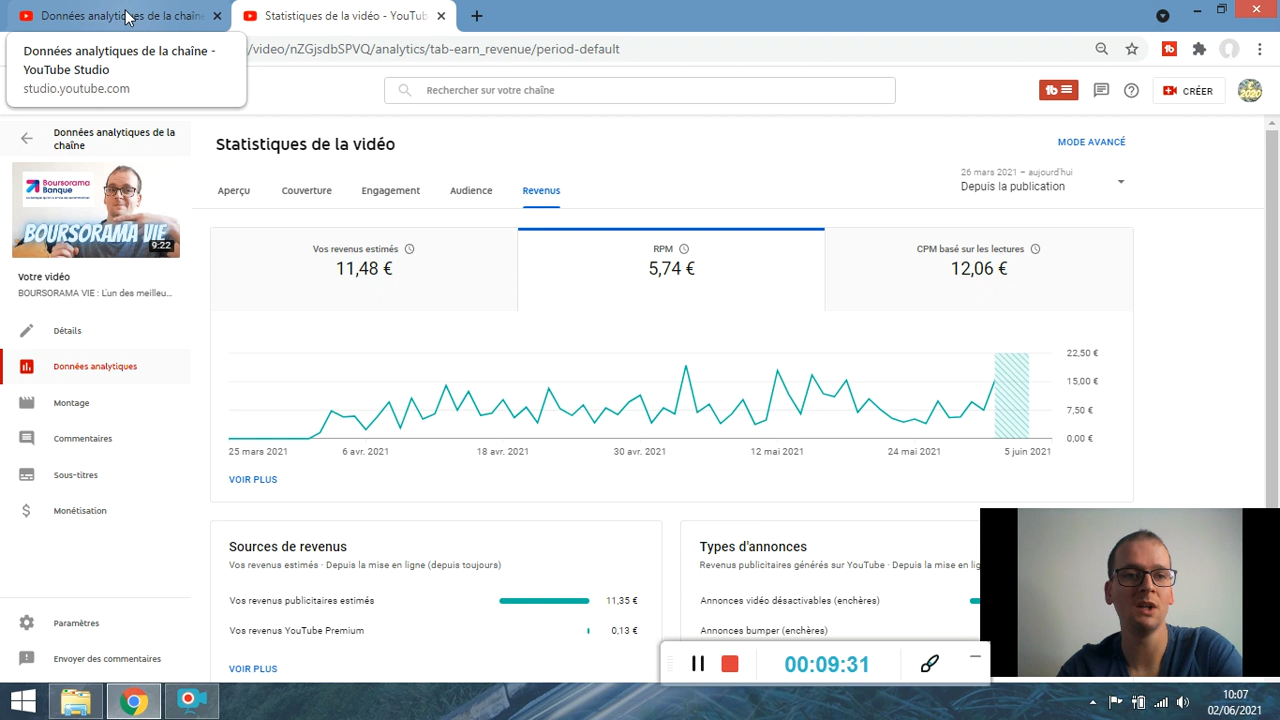 Données analytiques de la chaîne
Statistiques de la vidéo - YouTub
Données analytiques de la chaîne -
YouTube Studio
studio.youtube.com
/video/nZGjsdbSPVQ/analytics/tab-earn_revenue/period-default
Rechercher sur votre chaîne
CRÉER
Données analytiques de la
chaîne
Boursorama
Banque
BOURSORAMA VIE
9:22
Votre vidéo
BOURSORAMA VIE : L'un des meilleu...
Détails
Données analytiques
Montage
Commentaires
Sous-titres
Monétisation
Paramètres
Envoyer des commentaires
Statistiques de la vidéo
MODE AVANCÉ
Aperçu
Couverture
Engagement
Audience
Revenus
26 mars 2021 – aujourd'hui
Depuis la publication
Vos revenus estimés
11,48 €
RPM
5,74 €
CPM basé sur les lectures
12,06 €
22,50 €
15,00 €
7,50 €
0,00 €
25 mars 2021
6 avr. 2021
18 avr. 2021
30 avr. 2021
12 mai 2021
24 mai 2021
5 juin 2021
VOIR PLUS
Sources de revenus
Vos revenus estimés · Depuis la mise en ligne (depuis toujours)
Vos revenus publicitaires estimés
11,35 €
Vos revenus YouTube Premium
0,13 €
VOIR PLUS
Types d'annonces
Revenus publicitaires générés sur YouTube · Depuis la mise en lig
Annonces vidéo désactivables (enchères)
Annonces bumper (enchères)
00:09:31
10:07
02/06/2021